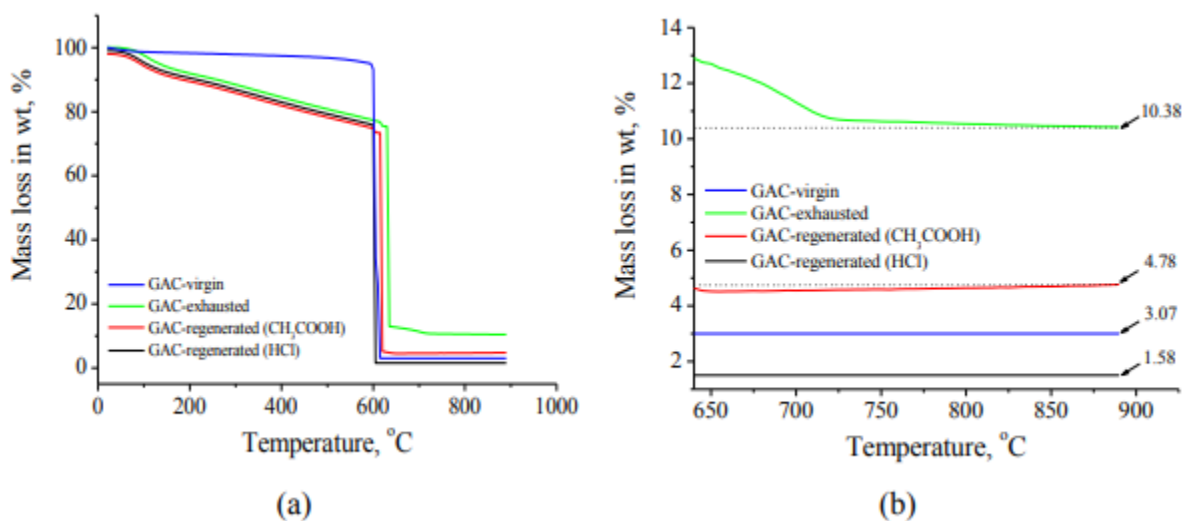 100
80
60
40
20
0
Mass loss in wt, %
GAC-virgin
GAC-exhausted
GAC-regenerated (CH₃COOH)
GAC-regenerated (HCl)
0 200 400 600 800 1000
Temperature, °C
(a)
14
12
10
8
6
4
2
Mass loss in wt, %
10.38
GAC-virgin
GAC-exhausted
GAC-regenerated (CH₃COOH)
GAC-regenerated (HCl)
4.78
3.07
1.58
650 700 750 800 850 900
Temperature, °C
(b)